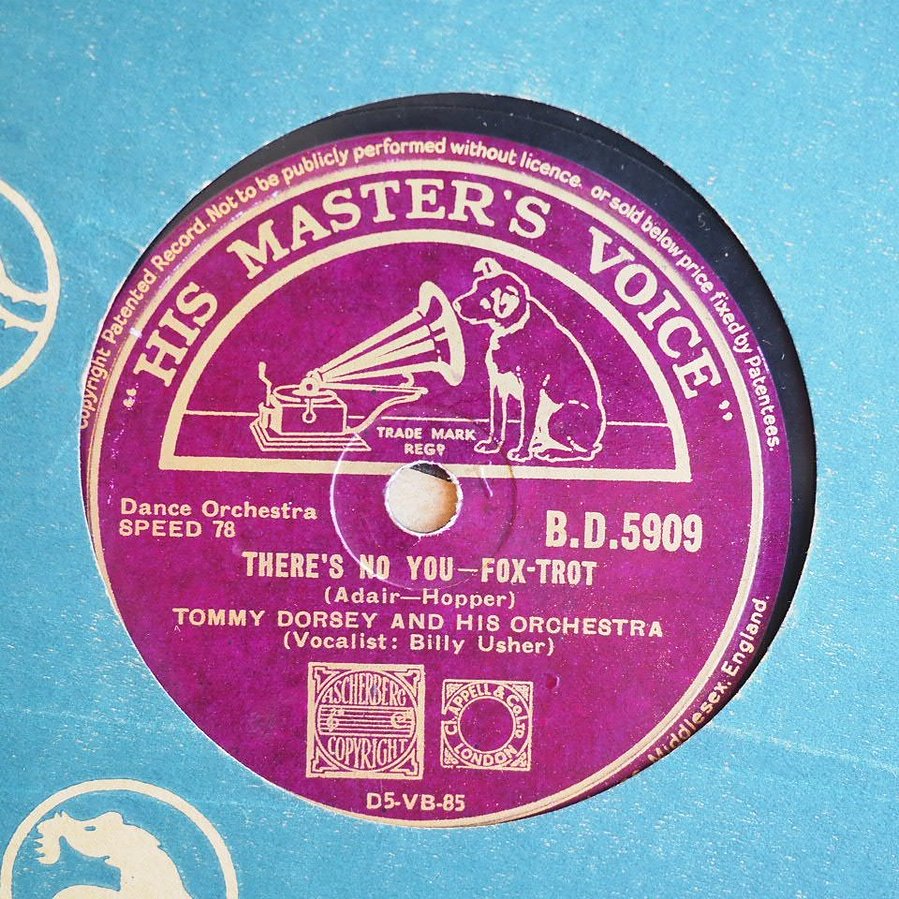 Copyright Patented Record. Not to be publicly performed without licence. or sold below price fixed by Patentees.
"HIS MASTER'S VOICE"
TRADE MARK
REGD
Dance Orchestra
SPEED 78
B.D.5909
THERE'S NO YOU—FOX-TROT
(Adair—Hopper)
TOMMY DORSEY AND HIS ORCHESTRA
(Vocalist: Billy Usher)
ASCHERBERG
COPYRIGHT
CHAPPELL & Co. LTD
LONDON
D5-VB-85
Middlesex, England.